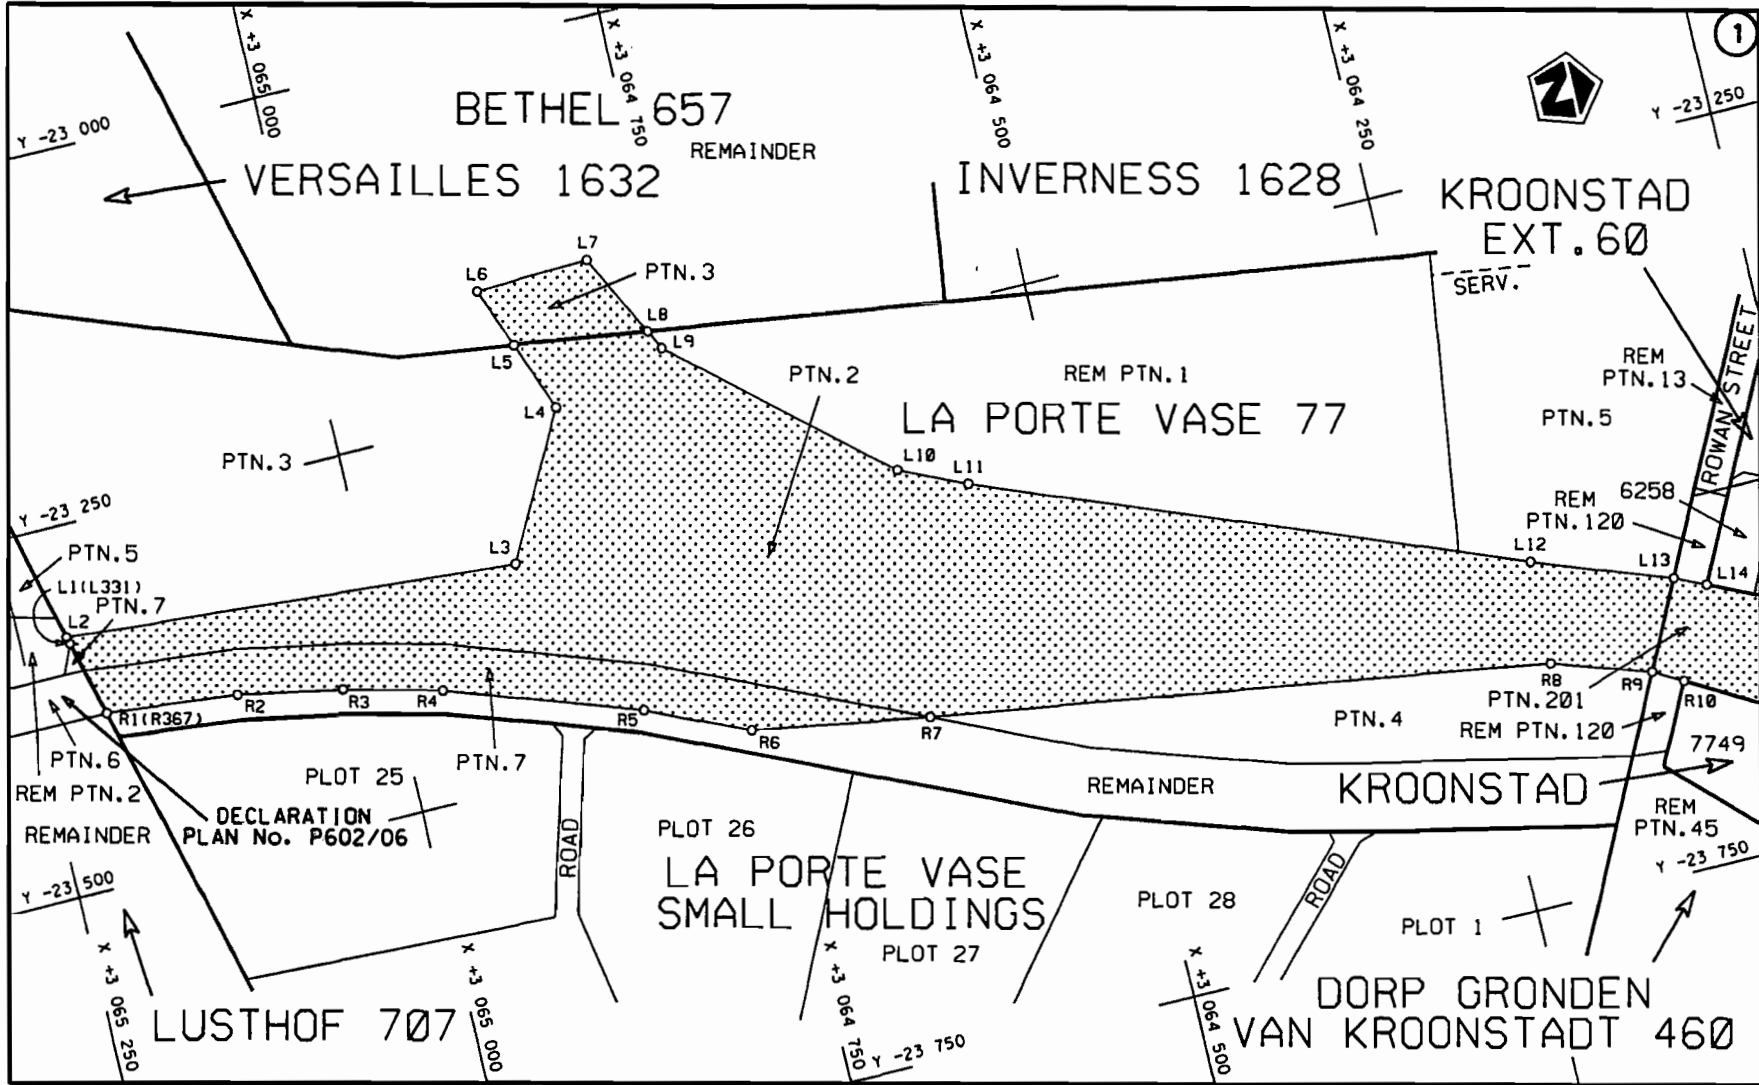 1
X +3 065 000
X +3 064 750
X +3 064 500
X +3 064 250
Y -23 250
Y -23 000
BETHEL 657
REMAINDER
VERSAILLES 1632
INVERNESS 1628
KROONSTAD
EXT.60
SERV.
L7
L6
PTN.3
L8
L5
L9
PTN.2
REM PTN.1
REM
PTN.13
ROWAN STREET
L4
LA PORTE VASE 77
PTN.5
PTN.3
L10
L11
REM
PTN.120
6258
Y -23 250
PTN.5
L3
L12
L13
L14
L1(L331)
PTN.7
L2
R1(R367)
R2
R3
R4
R5
R6
R7
R8
R9
R10
PTN.201
REM PTN.120
PTN.4
7749
PTN.6
PTN.7
REM PTN.2
PLOT 25
REMAINDER
KROONSTAD
REM
PTN.45
DECLARATION
PLAN No. P602/06
REMAINDER
ROAD
PLOT 26
LA PORTE VASE
SMALL HOLDINGS
PLOT 27
PLOT 28
ROAD
PLOT 1
Y -23 750
Y -23 500
X +3 065 250
X +3 065 000
X +3 064 750
X +3 064 500
Y -23 750
LUSTHOF 707
DORP GRONDEN
VAN KROONSTADT 460